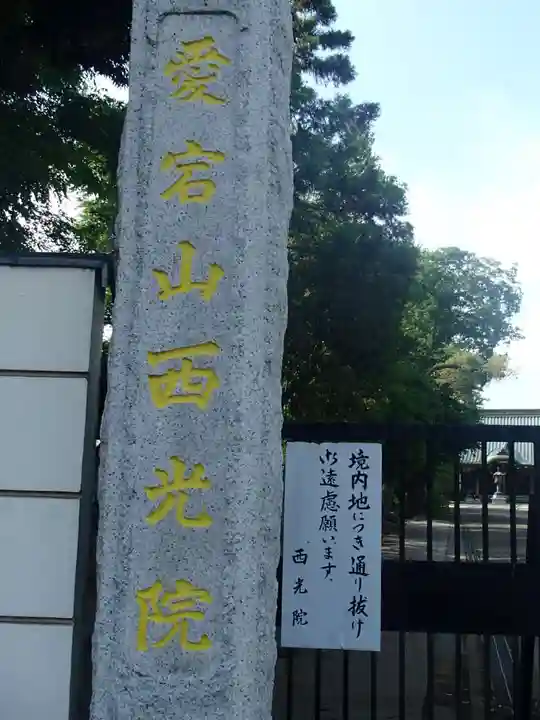 愛宕山西光院
境内地につき通り抜け
御遠慮願います。
西光院